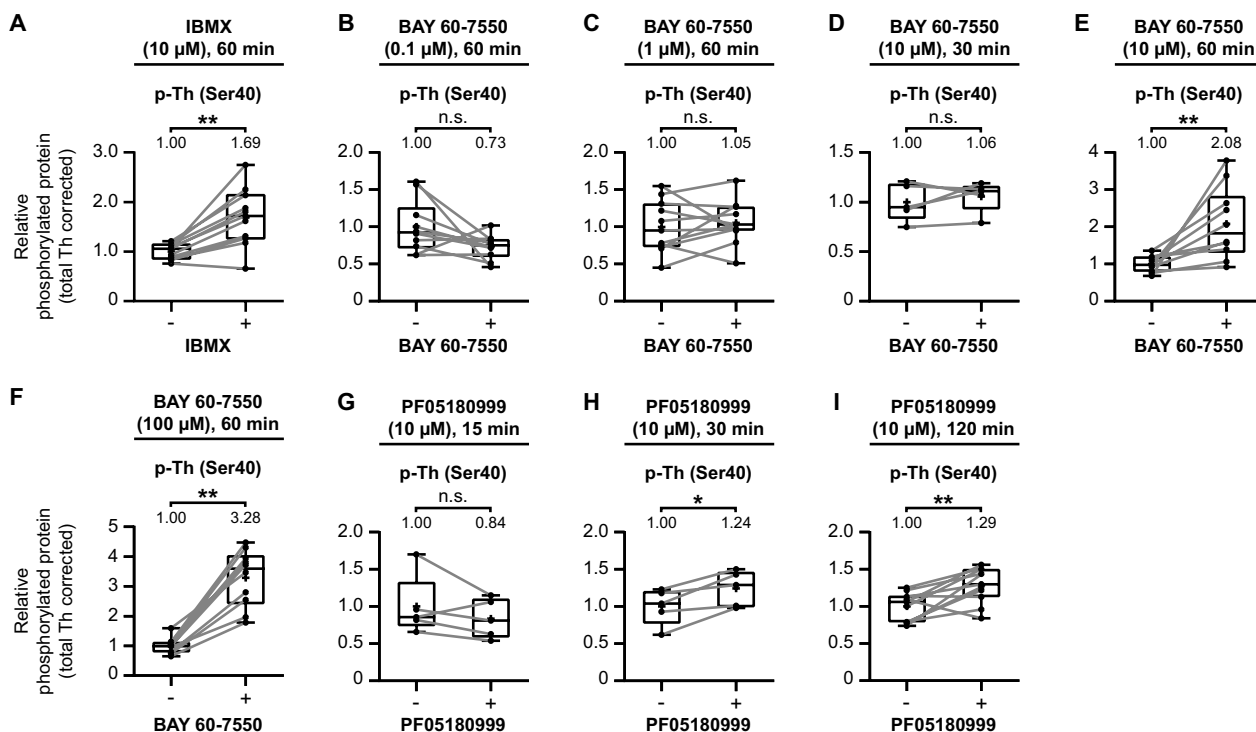 A
IBMX
(10 µM), 60 min
p-Th (Ser40)
**
1.00 1.69
Relative
phosphorylated protein
(total Th corrected)
3.0
2.0
1.0
0
- +
IBMX
B
BAY 60-7550
(0.1 µM), 60 min
p-Th (Ser40)
n.s.
1.00 0.73
2.0
1.5
1.0
0.5
0
- +
BAY 60-7550
C
BAY 60-7550
(1 µM), 60 min
p-Th (Ser40)
n.s.
1.00 1.05
2.0
1.5
1.0
0.5
0
- +
BAY 60-7550
D
BAY 60-7550
(10 µM), 30 min
p-Th (Ser40)
n.s.
1.00 1.06
1.5
1.0
0.5
0
- +
BAY 60-7550
E
BAY 60-7550
(10 µM), 60 min
p-Th (Ser40)
**
1.00 2.08
4
3
2
1
0
- +
BAY 60-7550
F
BAY 60-7550
(100 µM), 60 min
p-Th (Ser40)
**
1.00 3.28
Relative
phosphorylated protein
(total Th corrected)
5
4
3
2
1
0
- +
BAY 60-7550
G
PF05180999
(10 µM), 15 min
p-Th (Ser40)
n.s.
1.00 0.84
2.0
1.5
1.0
0.5
0
- +
PF05180999
H
PF05180999
(10 µM), 30 min
p-Th (Ser40)
*
1.00 1.24
2.0
1.5
1.0
0.5
0
- +
PF05180999
I
PF05180999
(10 µM), 120 min
p-Th (Ser40)
**
1.00 1.29
2.0
1.5
1.0
0.5
0
- +
PF05180999